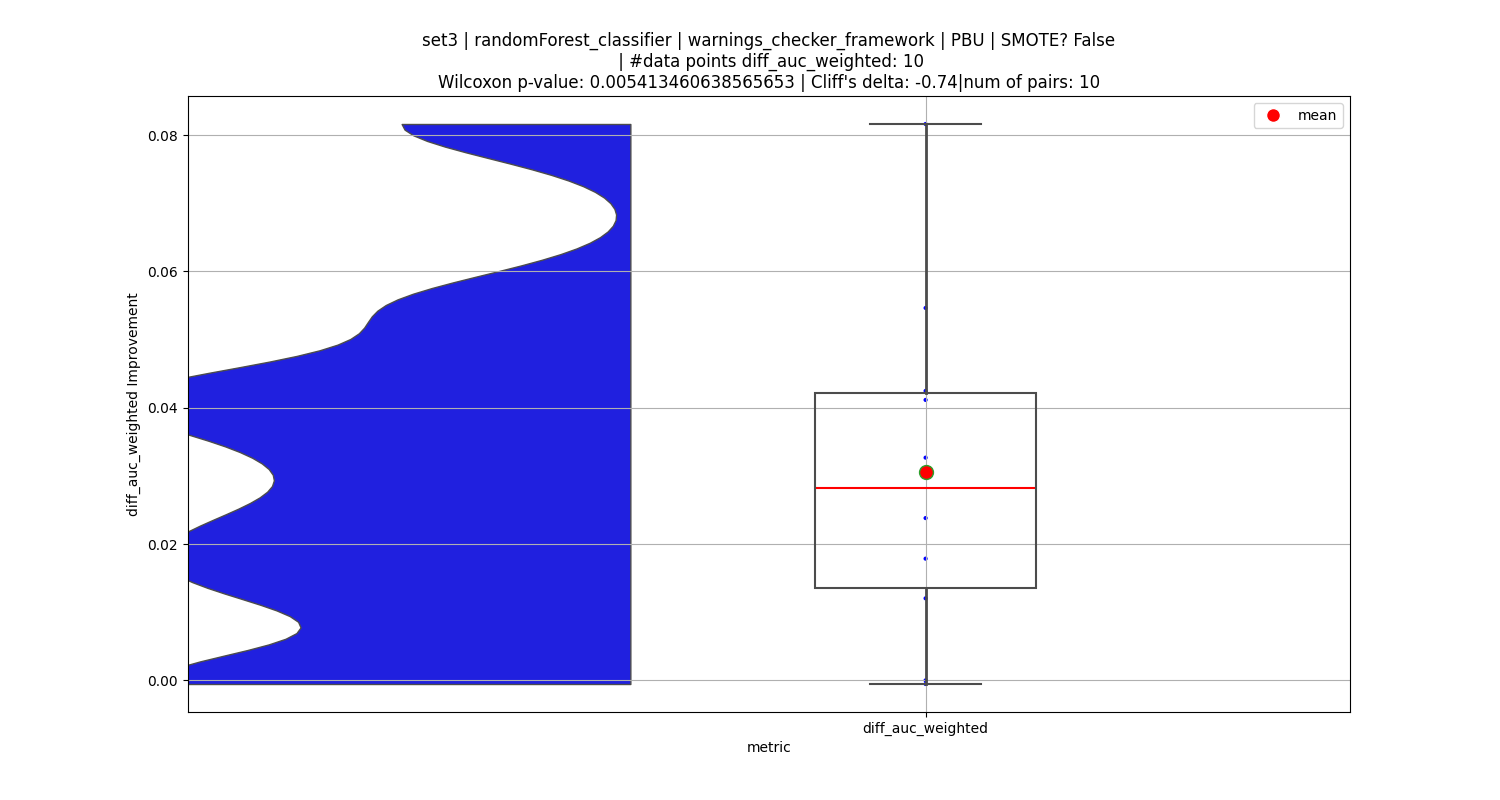 set3 | randomForest_classifier | warnings_checker_framework | PBU | SMOTE? False
| #data points diff_auc_weighted: 10
Wilcoxon p-value: 0.005413460638565653 | Cliff's delta: -0.74|num of pairs: 10
mean
0.08
0.06
0.04
0.02
0.00
diff_auc_weighted Improvement
diff_auc_weighted
metric